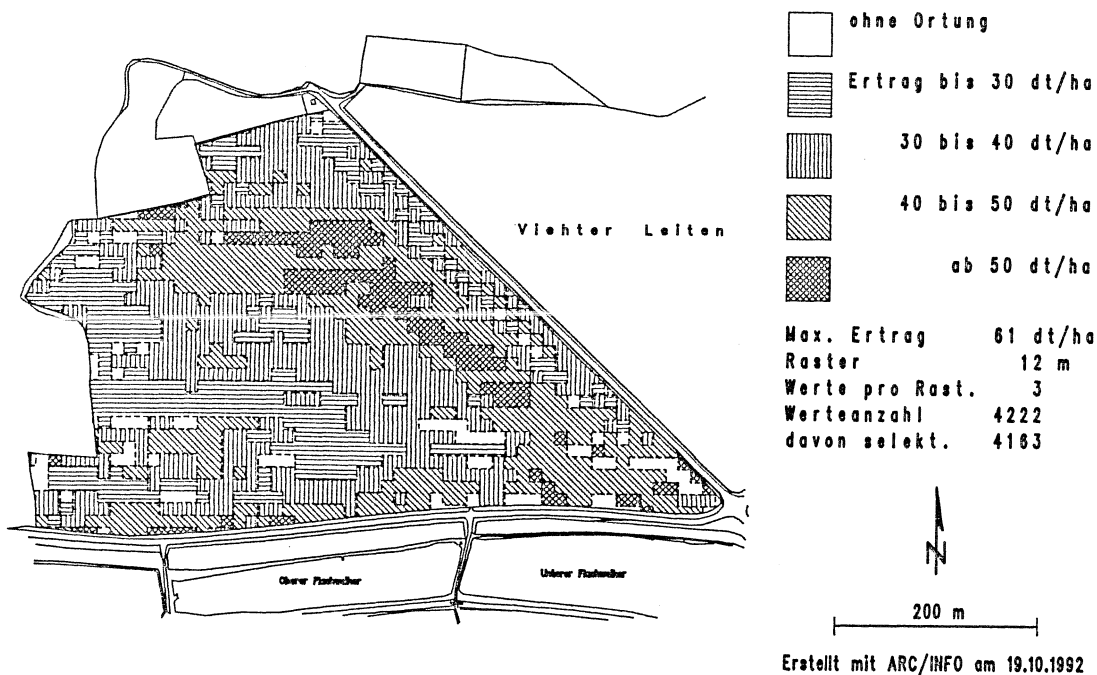 ohne Ortung
Ertrag bis 30 dt/ha
30 bis 40 dt/ha
40 bis 50 dt/ha
ab 50 dt/ha
Viehter Leiten
Max. Ertrag 61 dt/ha
Raster 12 m
Werte pro Rast. 3
Werteanzahl 4222
davon selekt. 4163
N
Oberer
Unterer
200 m
Erstellt mit ARC/INFO am 19.10.1992